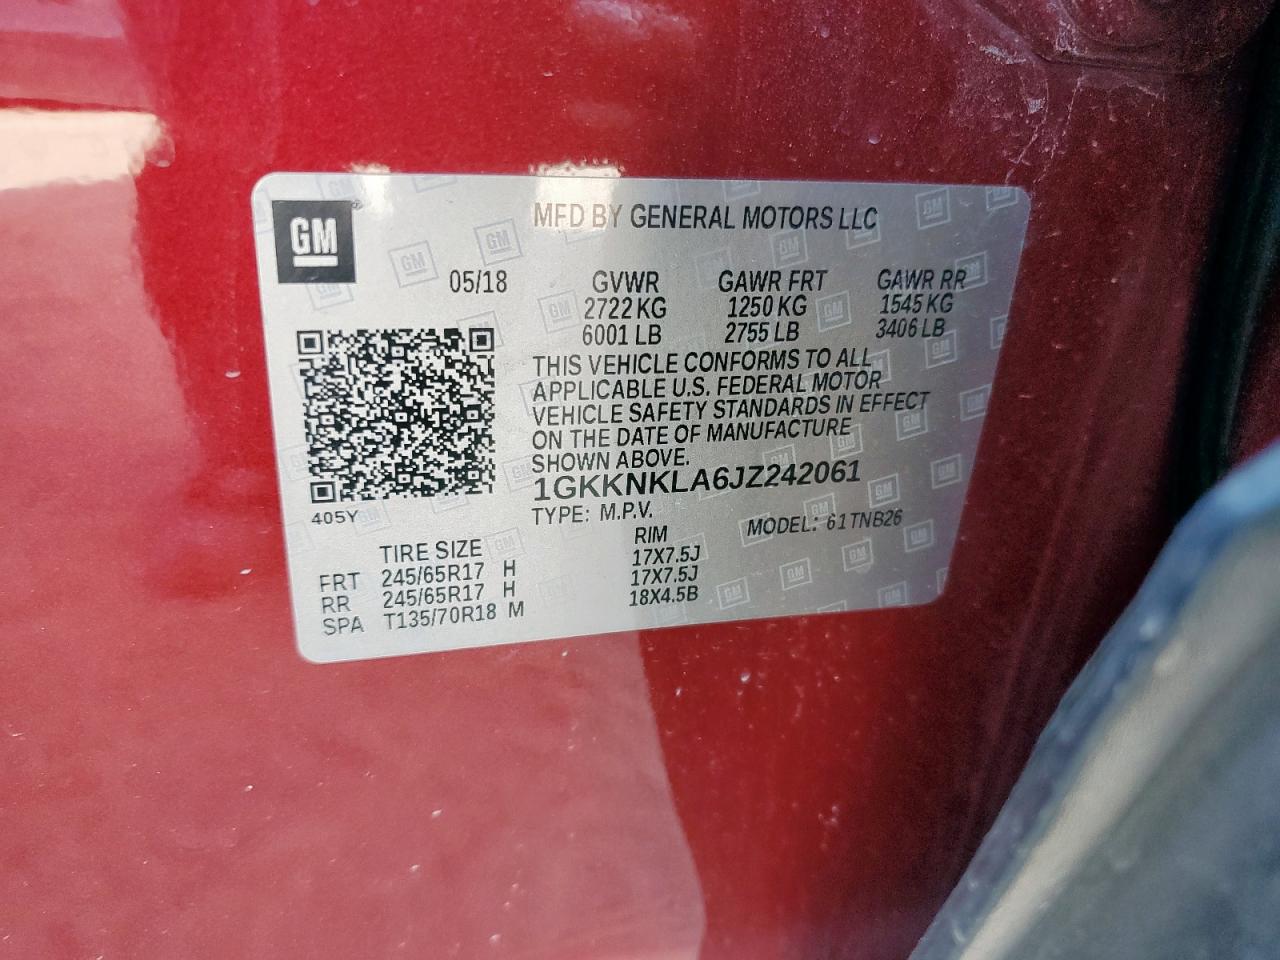 GM
MFD BY GENERAL MOTORS LLC
05/18 GVWR GAWR FRT GAWR RR
2722 KG 1250 KG 1545 KG
6001 LB 2755 LB 3406 LB
THIS VEHICLE CONFORMS TO ALL
APPLICABLE U.S. FEDERAL MOTOR
VEHICLE SAFETY STANDARDS IN EFFECT
ON THE DATE OF MANUFACTURE
SHOWN ABOVE.
1GKKNKLA6JZ242061
405Y TYPE: M.P.V. MODEL: 61TNB26
TIRE SIZE RIM
FRT 245/65R17 H 17X7.5J
RR 245/65R17 H 17X7.5J
SPA T135/70R18 M 18X4.5B